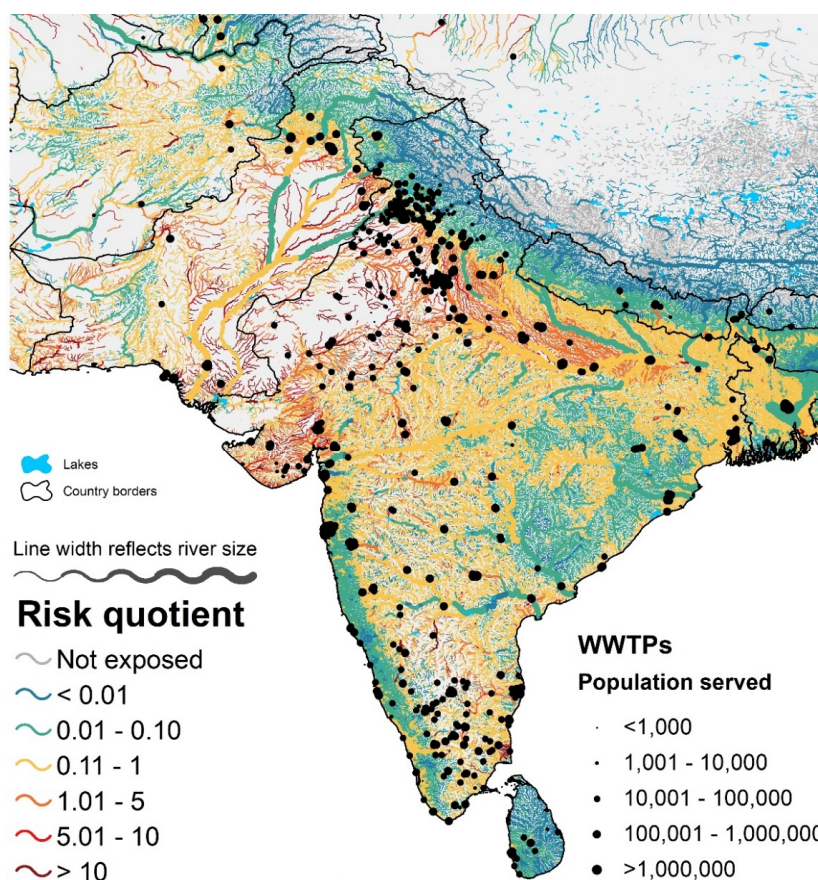 Lakes
Country borders
Line width reflects river size
Risk quotient
Not exposed
< 0.01
0.01 - 0.10
0.11 - 1
1.01 - 5
5.01 - 10
> 10
WWTPs
Population served
<1,000
1,001 - 10,000
10,001 - 100,000
100,001 - 1,000,000
>1,000,000